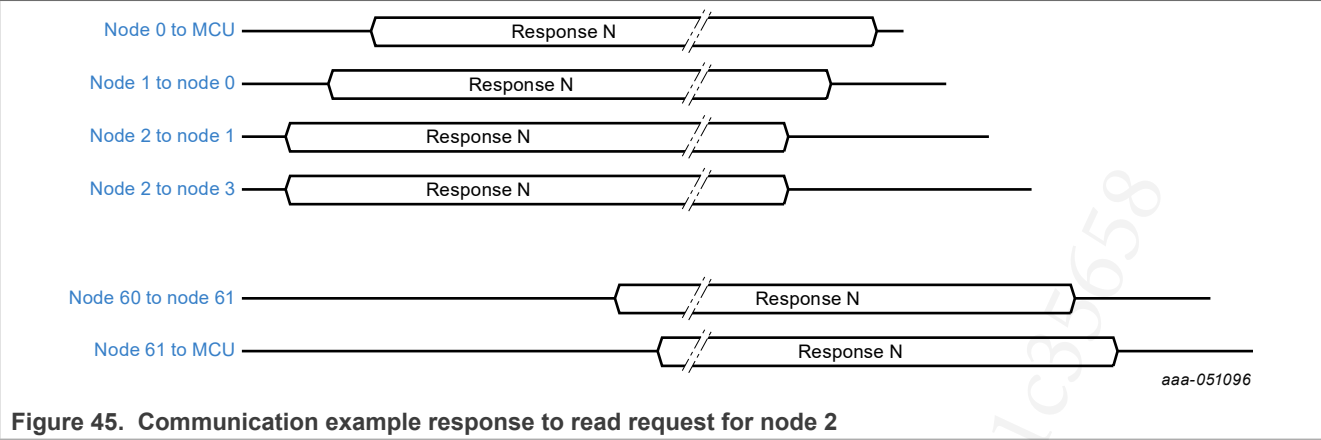 Node 0 to MCU Response N
Node 1 to node 0 Response N
Node 2 to node 1 Response N
Node 2 to node 3 Response N
Node 60 to node 61 Response N
Node 61 to MCU Response N
aaa-051096
1c35658
Figure 45. Communication example response to read request for node 2